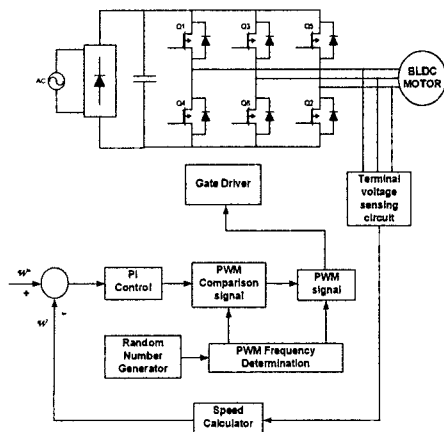 Q1
Q3
Q5
AC
BLDC
MOTOR
Q4
Q6
Q2
Terminal
voltage
sensing
circuit
Gate Driver
w*
+
-
w
PI
Control
PWM
Comparison
signal
PWM
signal
Random
Number
Generator
PWM Frequency
Determination
Speed
Calculator